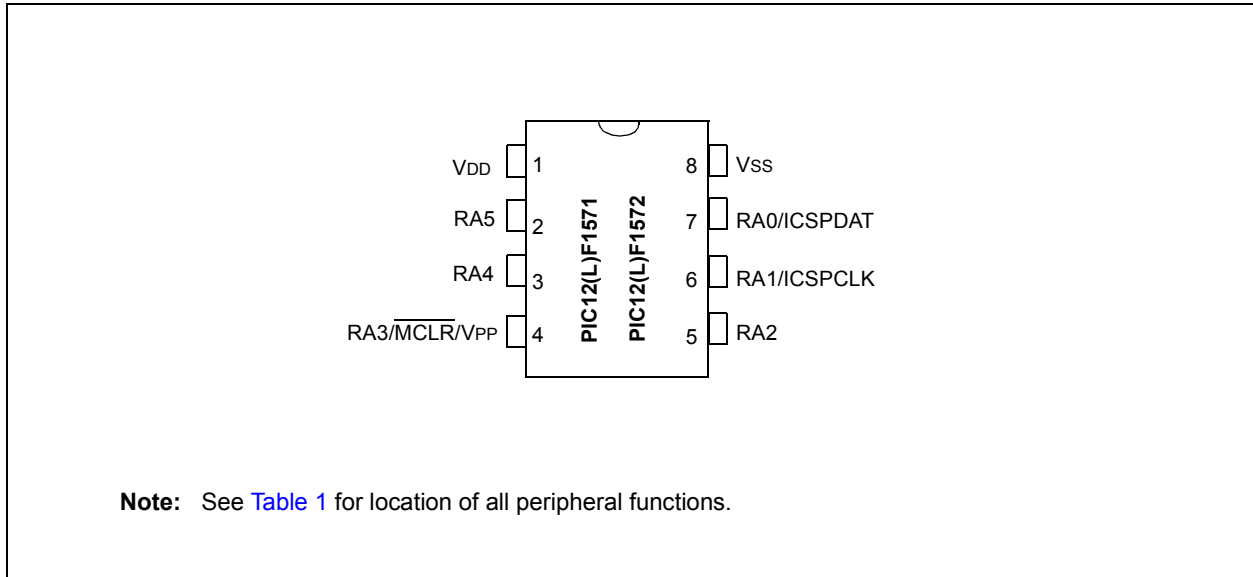 VDD 1 8 VSS
RA5 2 7 RA0/ICSPDAT
RA4 3 6 RA1/ICSPCLK
RA3/MCLR/VPP 4 5 RA2
PIC12(L)F1571
PIC12(L)F1572
Note: See Table 1 for location of all peripheral functions.